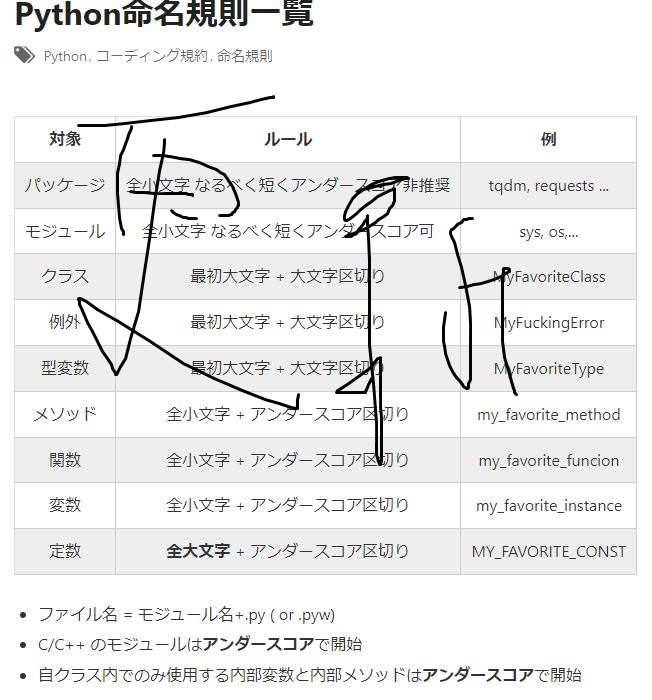 Python命名規則一覧
Python, コーディング規約, 命名規則
対象 ルール 例
パッケージ 全小文字 なるべく短くアンダースコア非推奨 tqdm, requests ...
モジュール 全小文字 なるべく短くアンダースコア可 sys, os,...
クラス 最初大文字 + 大文字区切り MyFavoriteClass
例外 最初大文字 + 大文字区切り MyFuckingError
型変数 最初大文字 + 大文字区切り MyFavoriteType
メソッド 全小文字 + アンダースコア区切り my_favorite_method
関数 全小文字 + アンダースコア区切り my_favorite_funcion
変数 全小文字 + アンダースコア区切り my_favorite_instance
定数 全大文字 + アンダースコア区切り MY_FAVORITE_CONST
ファイル名 = モジュール名+.py ( or .pyw)
C/C++ のモジュールはアンダースコアで開始
自クラス内でのみ使用する内部変数と内部メソッドはアンダースコアで開始